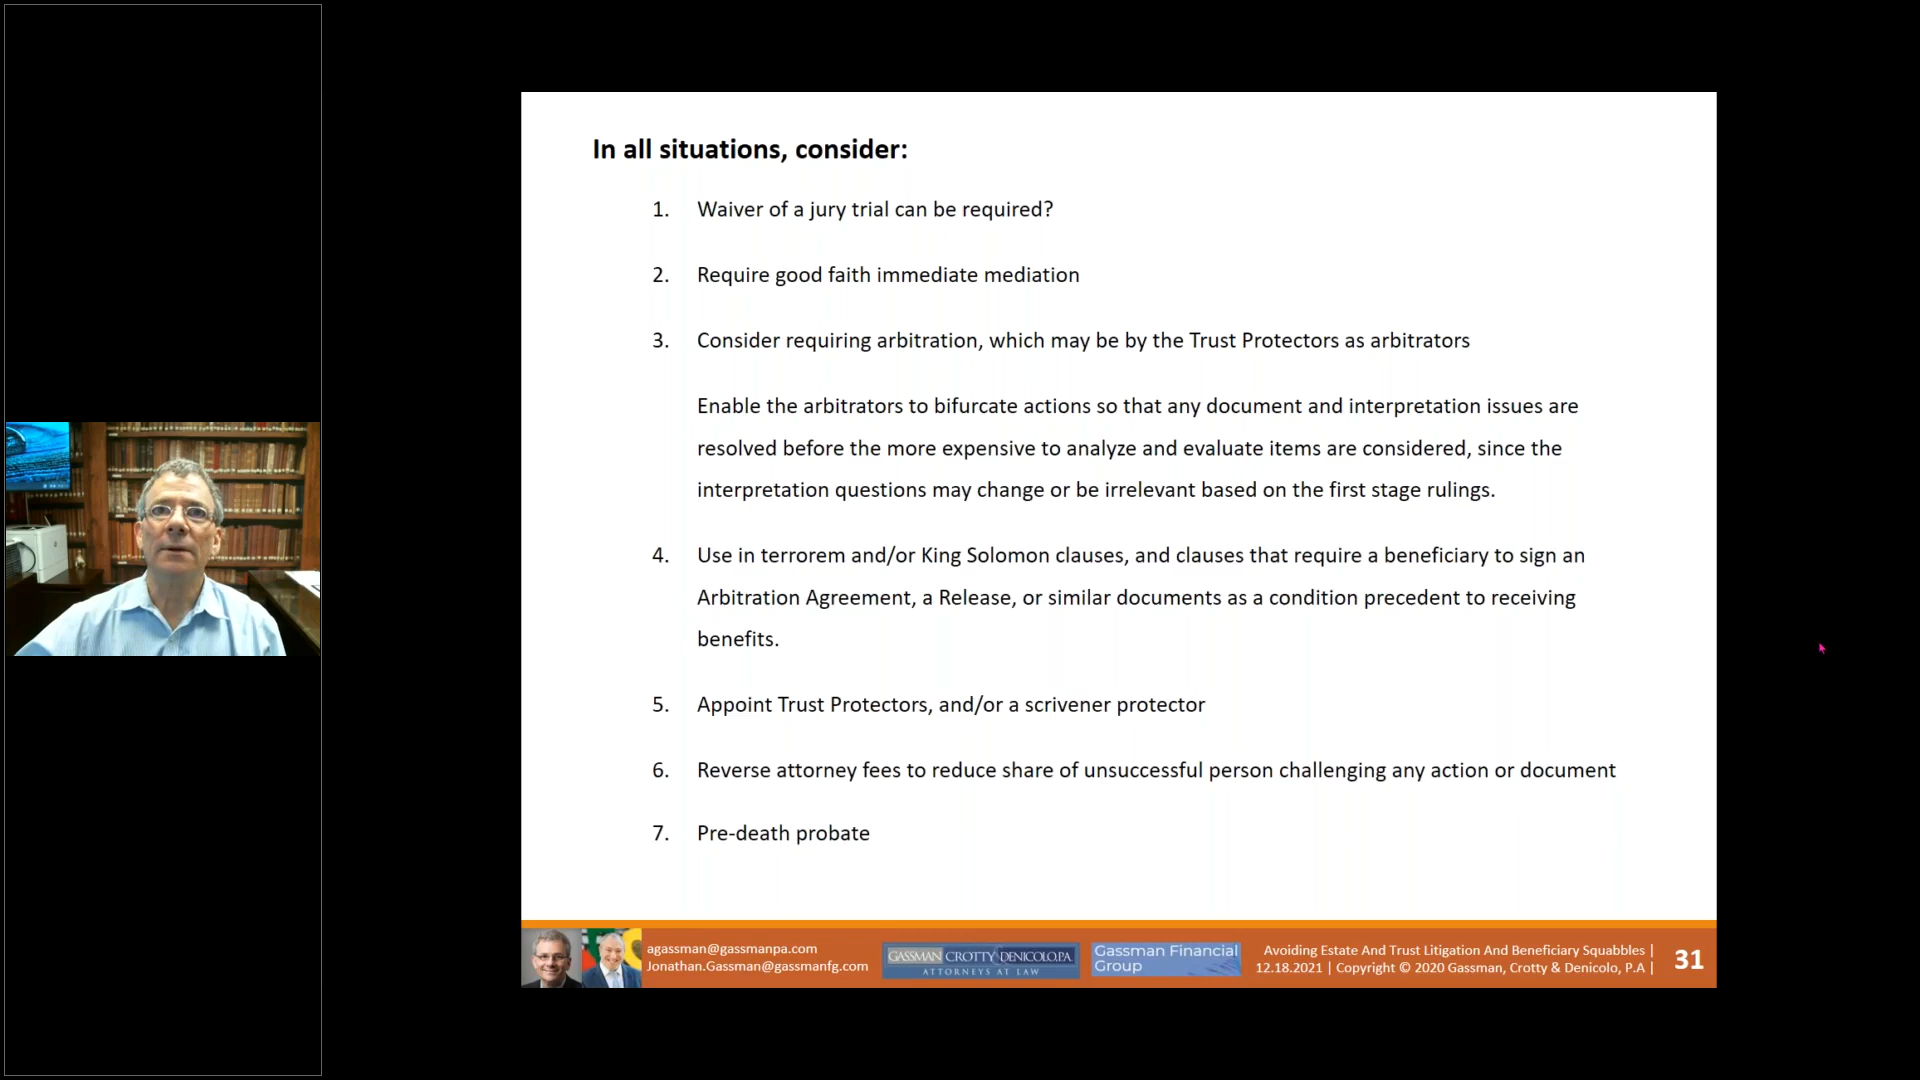 In all situations, consider:
1. Waiver of a jury trial can be required?
2. Require good faith immediate mediation
3. Consider requiring arbitration, which may be by the Trust Protectors as arbitrators
Enable the arbitrators to bifurcate actions so that any document and interpretation issues are
resolved before the more expensive to analyze and evaluate items are considered, since the
interpretation questions may change or be irrelevant based on the first stage rulings.
4. Use in terrorem and/or King Solomon clauses, and clauses that require a beneficiary to sign an
Arbitration Agreement, a Release, or similar documents as a condition precedent to receiving
benefits.
5. Appoint Trust Protectors, and/or a scrivener protector
6. Reverse attorney fees to reduce share of unsuccessful person challenging any action or document
7. Pre-death probate
agassman@gassmanpa.com
Jonathan.Gassman@gassmanfg.com
GASSMAN CROTTY DENICOLO, P.A.
ATTORNEYS AT LAW
Gassman Financial
Group
Avoiding Estate And Trust Litigation And Beneficiary Squabbles |
12.18.2021 | Copyright © 2020 Gassman, Crotty & Denicolo, P.A |
31